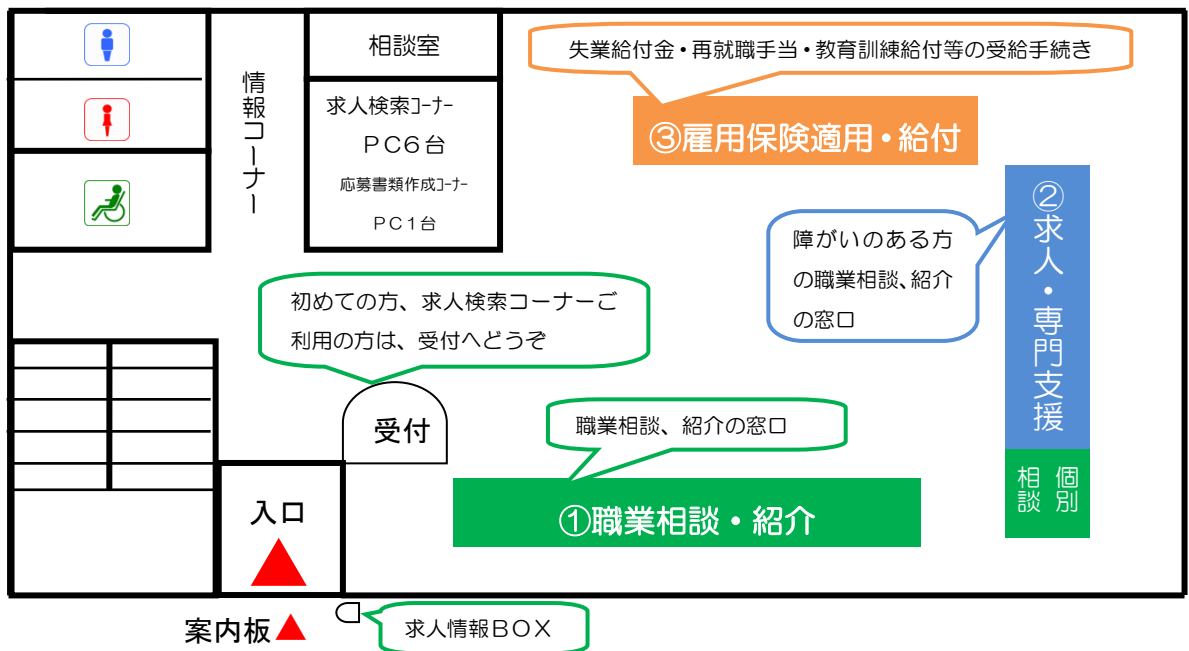 相談室
失業給付金・再就職手当・教育訓練給付等の受給手続き
情報コーナー
求人検索ｺｰﾅｰ
ＰＣ６台
応募書類作成ｺｰﾅｰ
ＰＣ１台
③雇用保険適用・給付
②求人・専門支援
障がいのある方
の職業相談、紹介
の窓口
初めての方、求人検索コーナーご
利用の方は、受付へどうぞ
受付
職業相談、紹介の窓口
個別
相談
入口
①職業相談・紹介
案内板
求人情報ＢＯＸ